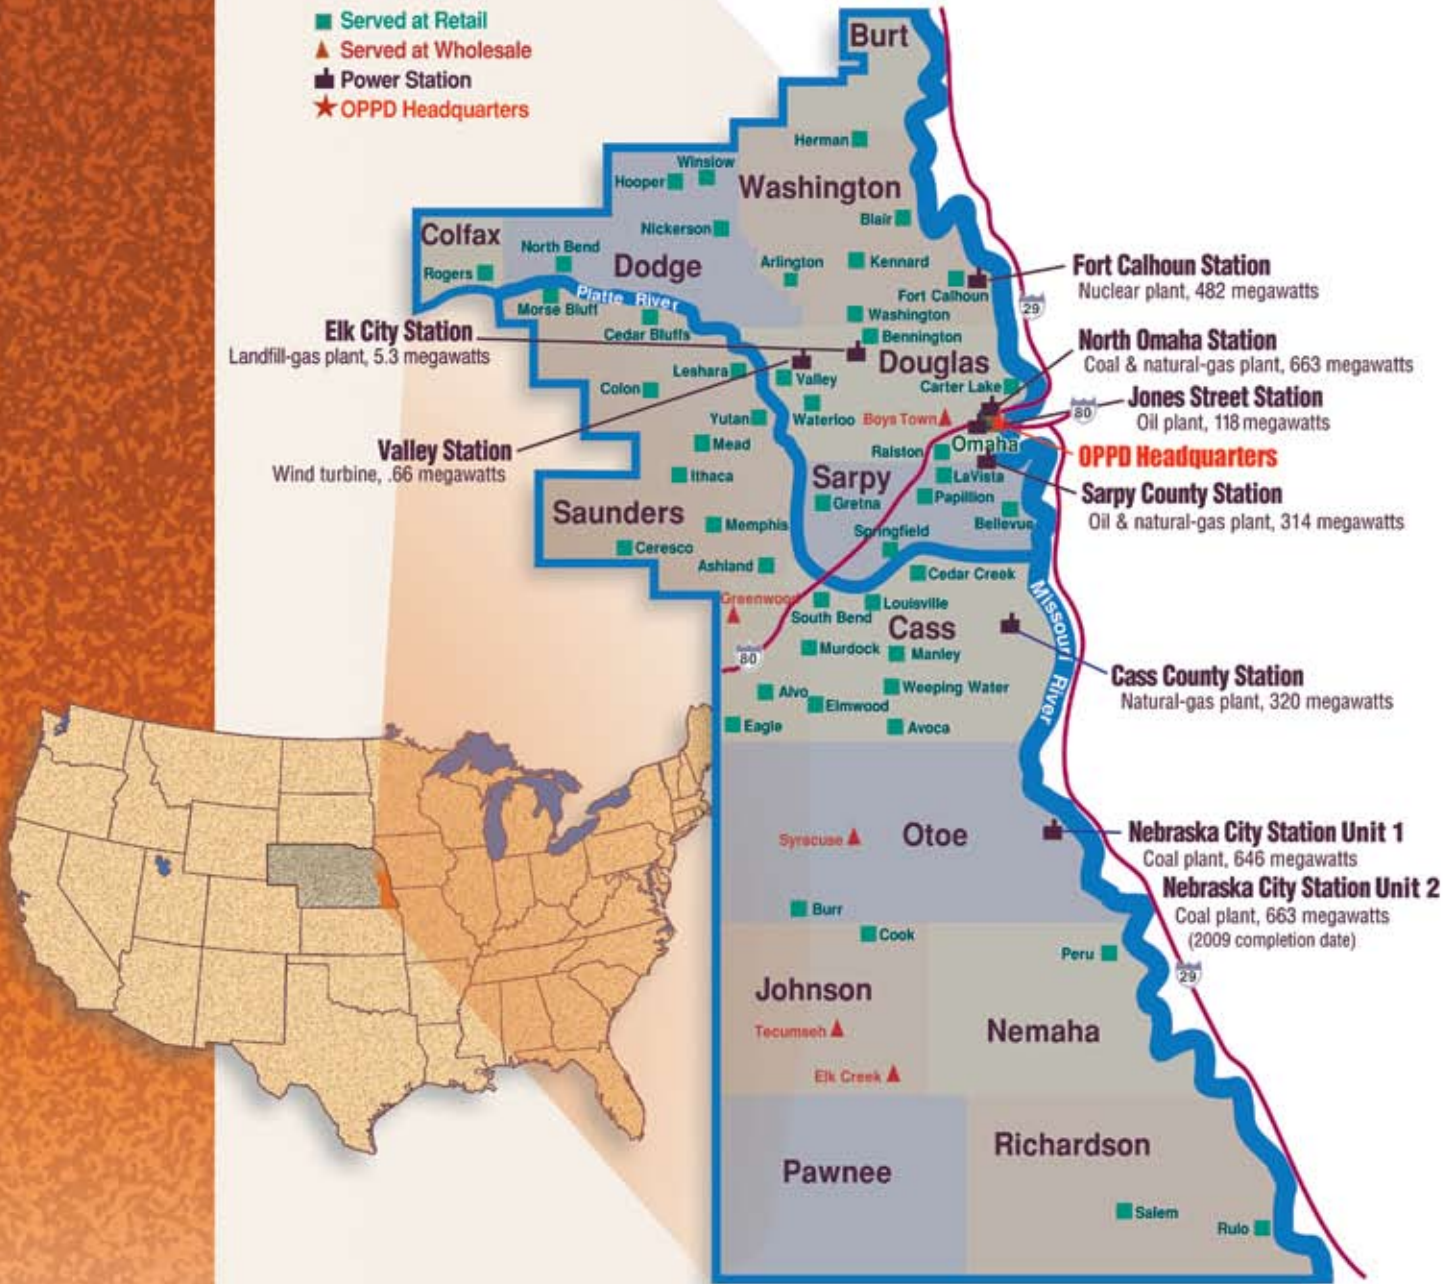 Served at Retail
Served at Wholesale
Power Station
OPPD Headquarters
Burt
Herman
Winslow
Hooper
Washington
Nickerson
Blair
Colfax
North Bend
Dodge
Arlington
Kennard
Rogers
Fort Calhoun
Platte River
Morse Bluff
Washington
Cedar Bluffs
Bennington
Fort Calhoun Station
Nuclear plant, 482 megawatts
29
Elk City Station
Landfill-gas plant, 5.3 megawatts
North Omaha Station
Coal & natural-gas plant, 663 megawatts
Douglas
Leshara
Valley
Carter Lake
Colon
Jones Street Station
Oil plant, 118 megawatts
80
Yutan
Waterloo
Boys Town
Omaha
Mead
Ralston
OPPD Headquarters
Valley Station
Wind turbine, .66 megawatts
Ithaca
Sarpy
LaVista
Papillion
Gretna
Sarpy County Station
Oil & natural-gas plant, 314 megawatts
Saunders
Memphis
Bellevue
Springfield
Ceresco
Ashland
Cedar Creek
Greenwood
South Bend
Louisville
Cass
Missouri River
80
Murdock
Manley
Cass County Station
Natural-gas plant, 320 megawatts
Alvo
Weeping Water
Elmwood
Eagle
Avoca
Syracuse
Otoe
Nebraska City Station Unit 1
Coal plant, 646 megawatts
Nebraska City Station Unit 2
Coal plant, 663 megawatts
(2009 completion date)
Burr
Cook
Peru
29
Johnson
Tecumseh
Nemaha
Elk Creek
Richardson
Pawnee
Salem
Rulo